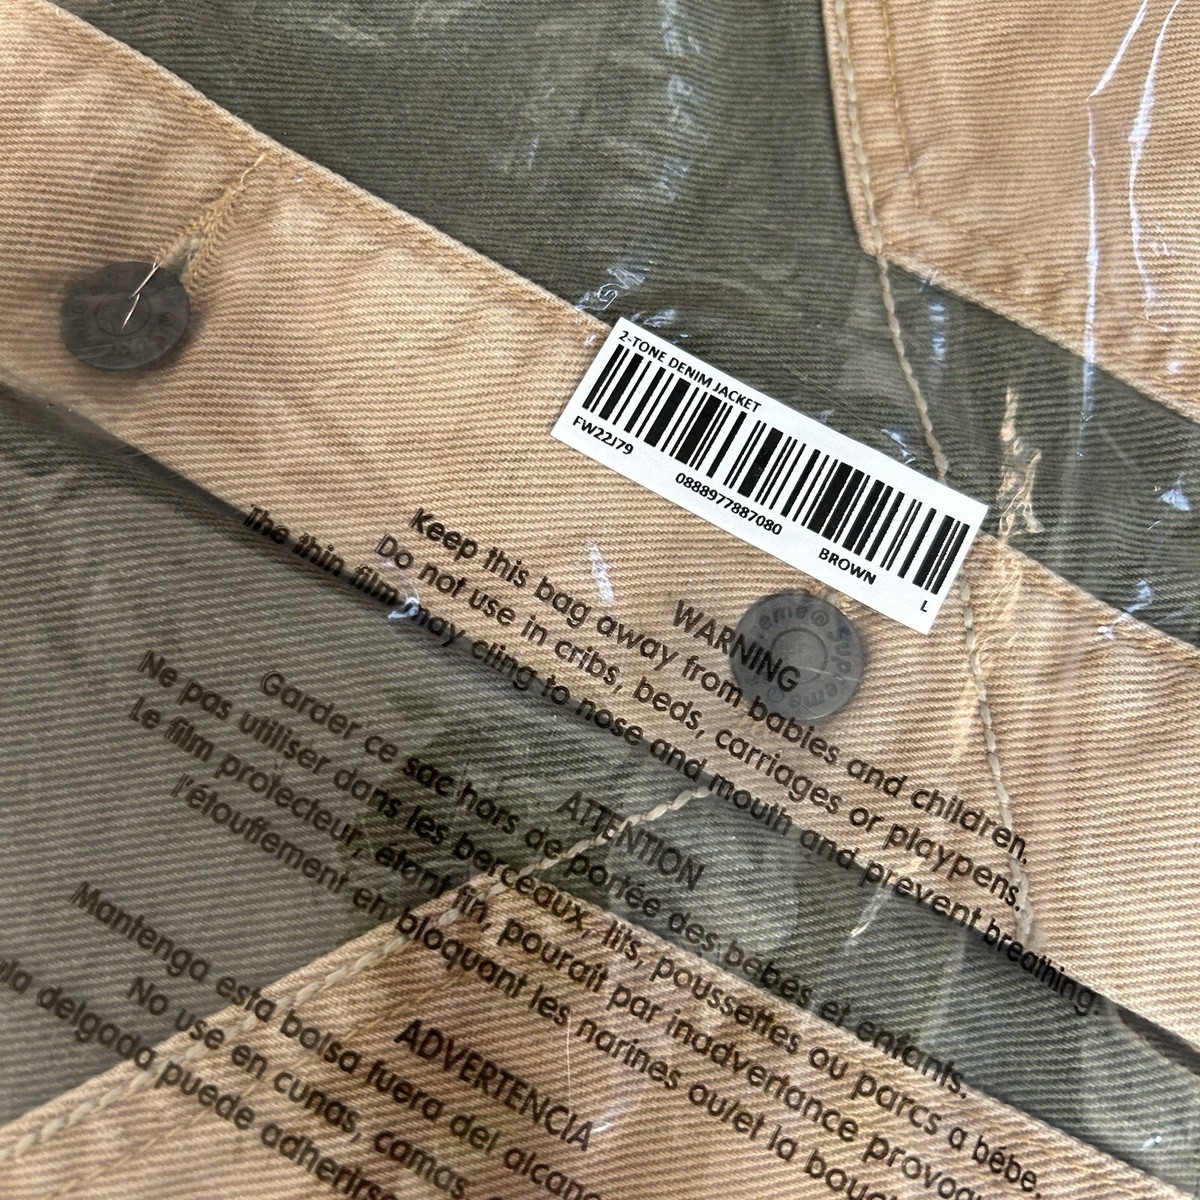 2-TONE DENIM JACKET
FW22J79
0888977887080
BROWN
L
eme® Supreme®
WARNING
Keep this bag away from babies and children.
Do not use in cribs, beds, carriages or playpens.
The thin film may cling to nose and mouth and prevent breathing.
ATTENTION
Garder ce sac hors de portée des bébés et enfants.
Ne pas utiliser dans les berceaux, lits, poussettes ou parcs a bébé
Le film protecteur, étant fin, pourait par inadvertance provoq
l'étouffement en bloquant les narines ou/et la bouc
ADVERTENCIA
Mantenga esta bolsa fuera del alcanc
No use en cunas, camas
ula delgada puede adherirse